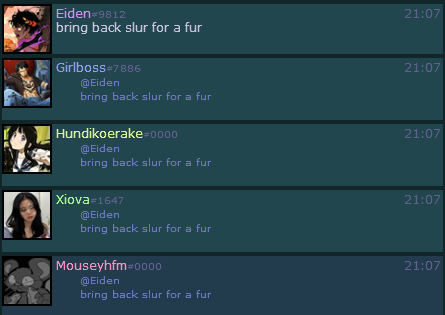 Eiden#9812 21:07
bring back slur for a fur
Girlboss#7886 21:07
@Eiden
bring back slur for a fur
Hundikoerake#0000 21:07
@Eiden
bring back slur for a fur
Xiova#1647 21:07
@Eiden
bring back slur for a fur
Mouseyhfm#0000 21:07
@Eiden
bring back slur for a fur